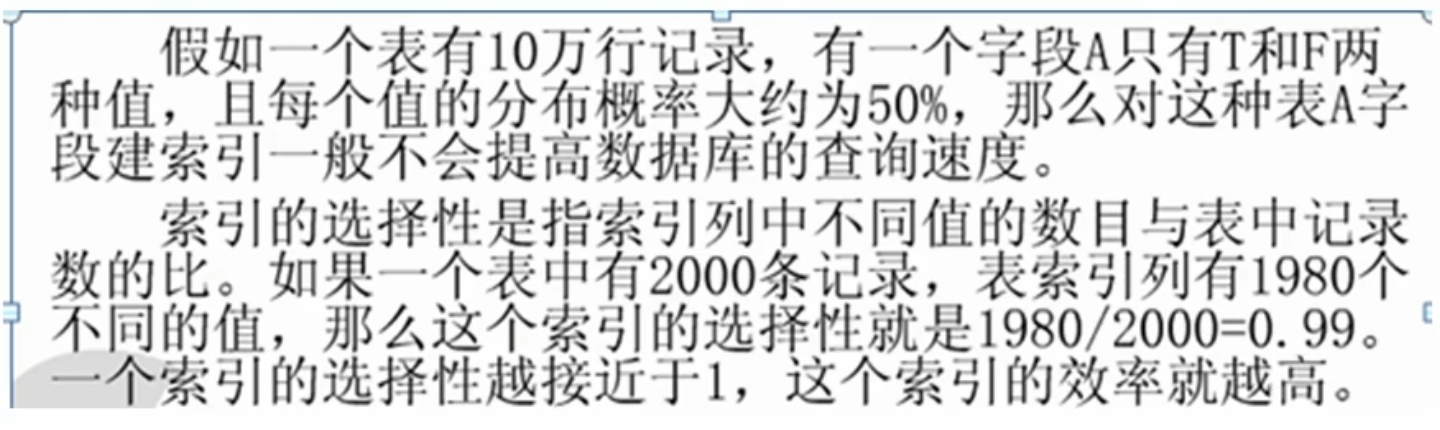 假如一个表有10万行记录，有一个字段A只有T和F两
种值，且每个值的分布概率大约为50%，那么对这种表A字
段建索引一般不会提高数据库的查询速度。
索引的选择性是指索引列中不同值的数目与表中记录
数的比。如果一个表中有2000条记录，表索引列有1980个
不同的值，那么这个索引的选择性就是1980/2000=0.99。
一个索引的选择性越接近于1，这个索引的效率就越高。